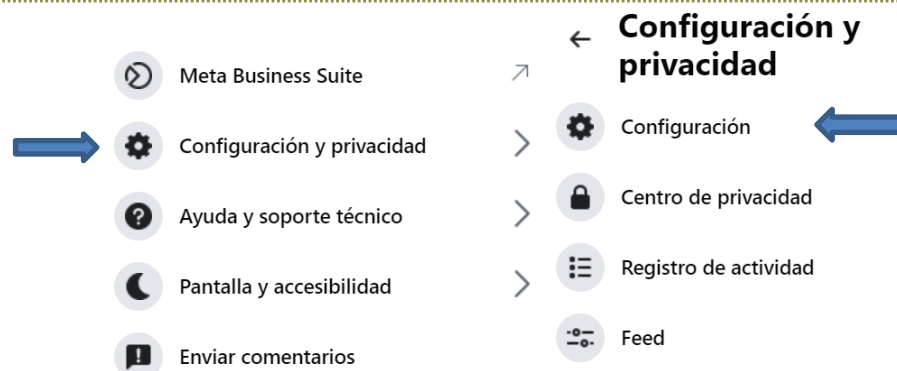 Meta Business Suite
Configuración y privacidad
Ayuda y soporte técnico
Pantalla y accesibilidad
Enviar comentarios
Configuración y
privacidad
Configuración
Centro de privacidad
Registro de actividad
Feed